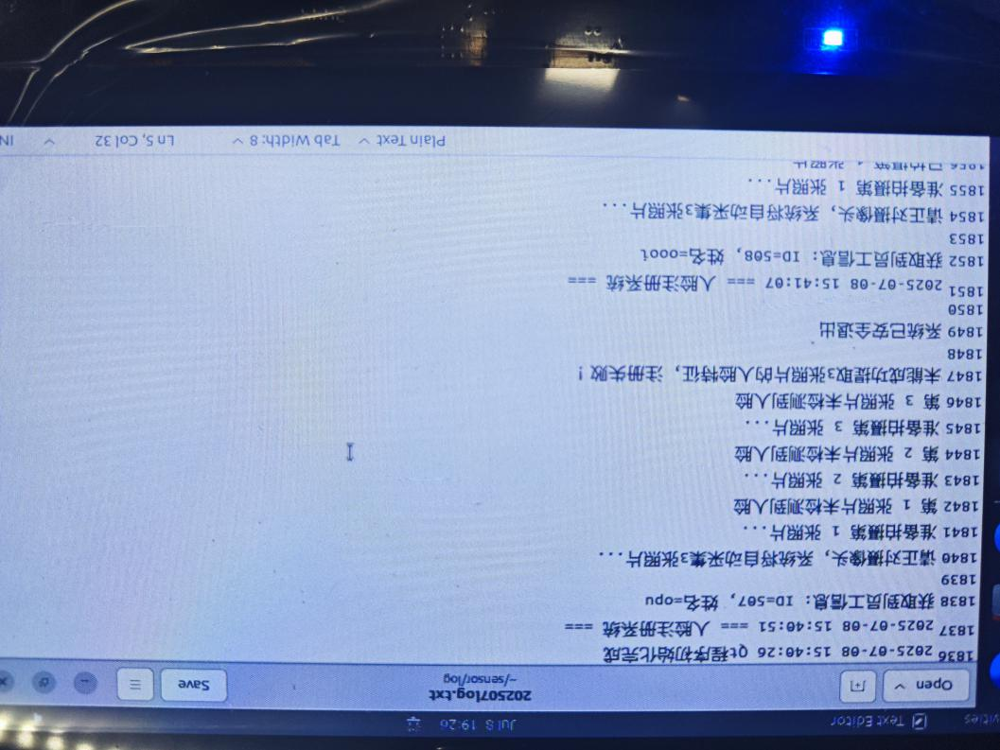 Text Editor
Jul 8 19:26
Open
202507log.txt
~/sensor/log
Save
1836 2025-07-08 15:40:26 Qt程序初始化完成
1837 2025-07-08 15:40:51 === 人脸注册系统 ===
1838 获取到员工信息: ID=507, 姓名=opu
1839
1840 请正对摄像头, 系统将自动采集3张照片...
1841 准备拍摄第 1 张照片...
1842 第 1 张照片未检测到人脸
1843 准备拍摄第 2 张照片...
1844 第 2 张照片未检测到人脸
1845 准备拍摄第 3 张照片...
1846 第 3 张照片未检测到人脸
1847 未能成功提取3张照片的人脸特征, 注册失败!
1848
1849 系统已安全退出
1850
1851 2025-07-08 15:41:07 === 人脸注册系统 ===
1852 获取到员工信息: ID=508, 姓名=oool
1853
1854 请正对摄像头, 系统将自动采集3张照片...
1855 准备拍摄第 1 张照片...
1856 已拍摄第 1 张照片
Plain Text
Tab Width: 8
Ln 5, Col 32
IN